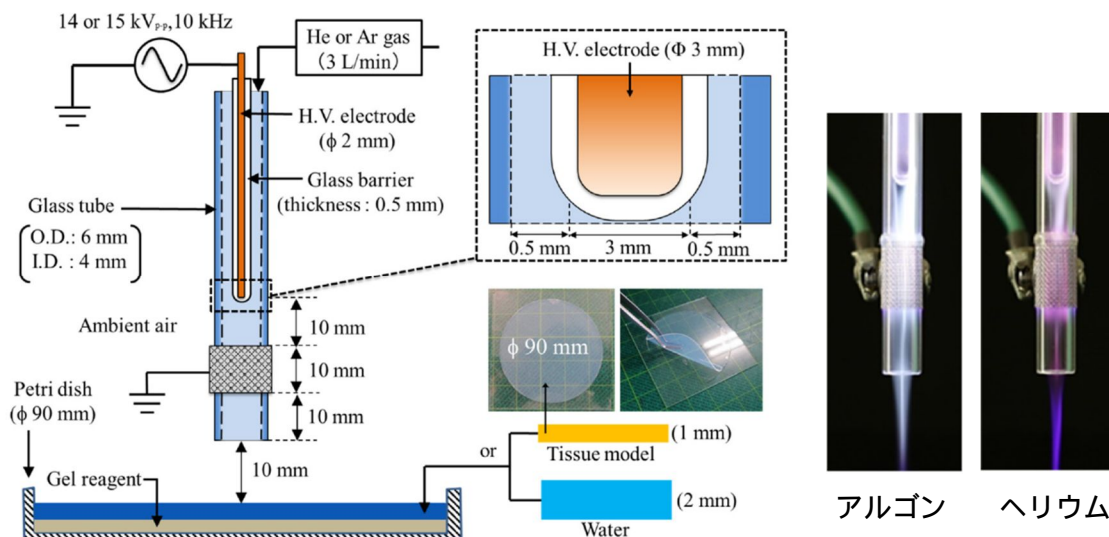 14 or 15 kVp-p,10 kHz
He or Ar gas
(3 L/min)
H.V. electrode
(ϕ 2 mm)
Glass barrier
(thickness : 0.5 mm)
Glass tube
O.D.: 6 mm
I.D. : 4 mm
Ambient air
10 mm
10 mm
10 mm
10 mm
Petri dish
(ϕ 90 mm)
Gel reagent
H.V. electrode (Φ 3 mm)
0.5 mm
3 mm
0.5 mm
ϕ 90 mm
or
(1 mm)
Tissue model
(2 mm)
Water
アルゴン
ヘリウム